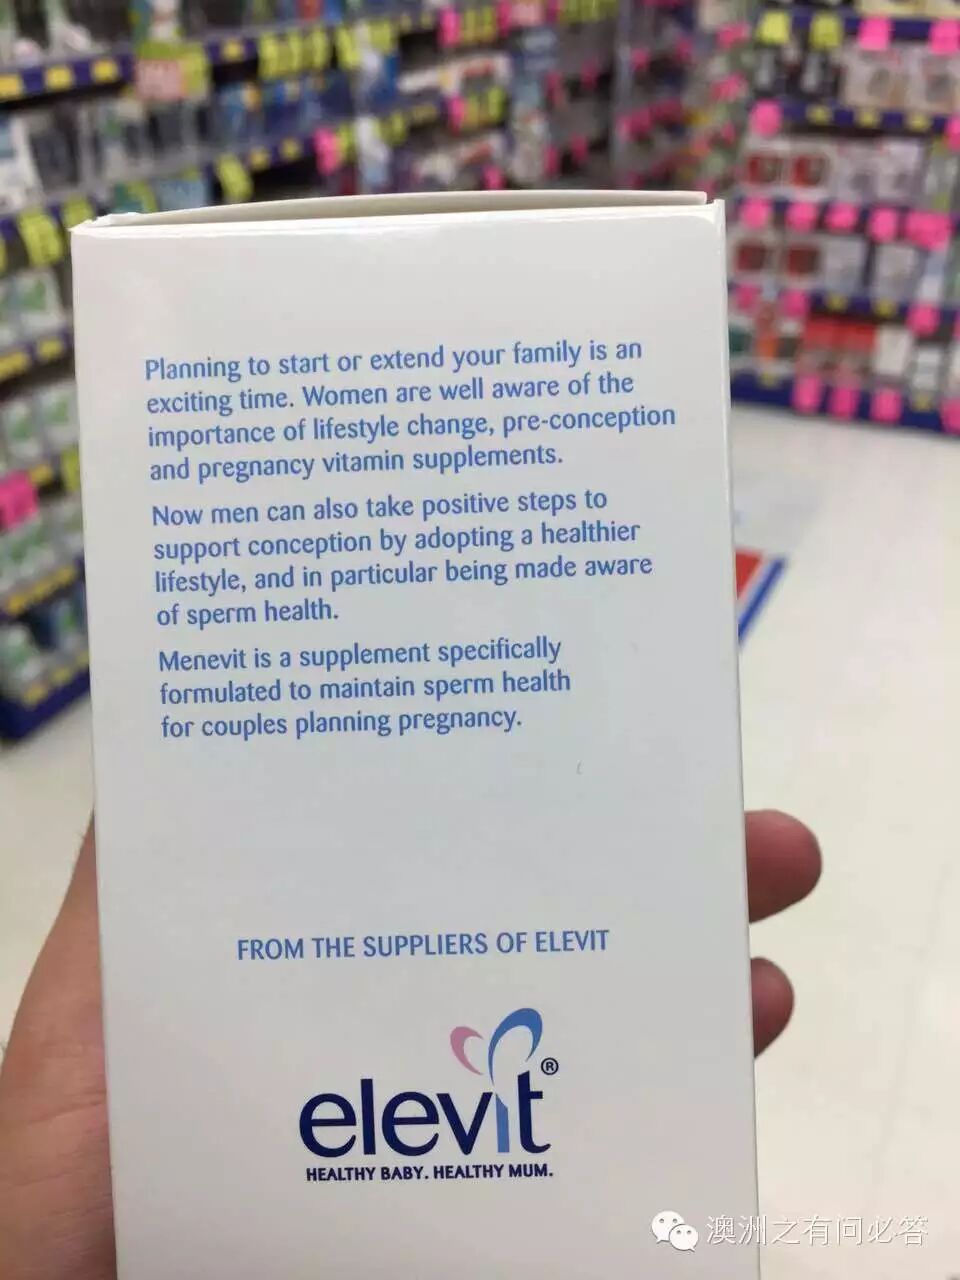 Planning to start or extend your family is an
exciting time. Women are well aware of the
importance of lifestyle change, pre-conception
and pregnancy vitamin supplements.
Now men can also take positive steps to
support conception by adopting a healthier
lifestyle, and in particular being made aware
of sperm health.
Menevit is a supplement specifically
formulated to maintain sperm health
for couples planning pregnancy.
FROM THE SUPPLIERS OF ELEVIT
elevit®
HEALTHY BABY. HEALTHY MUM.
澳洲之有问必答